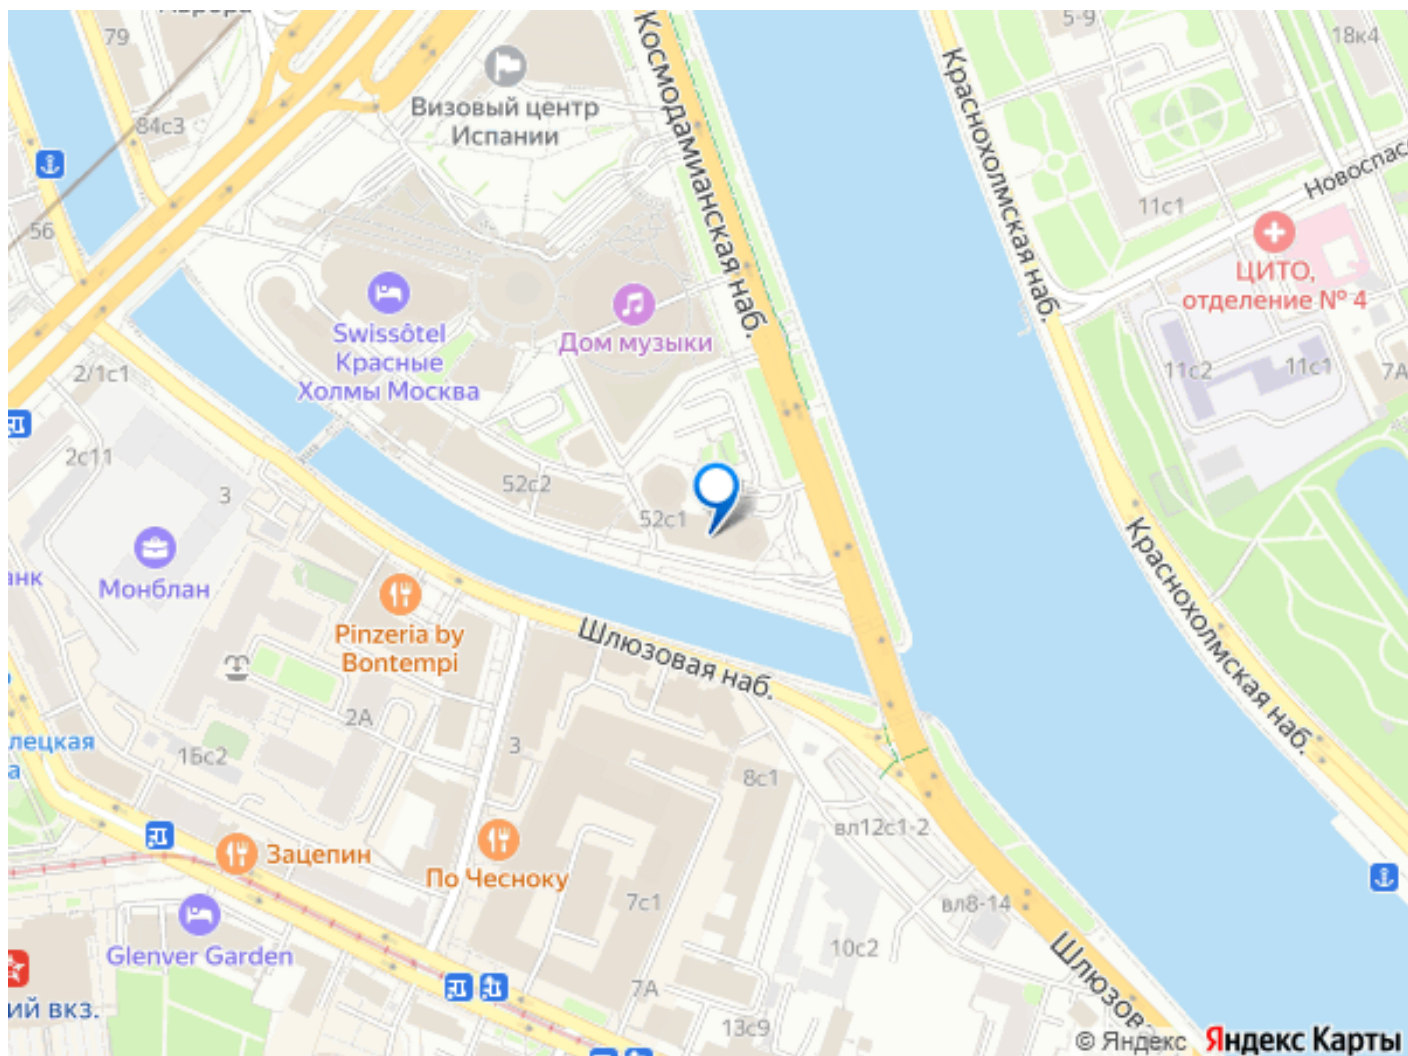 79
84с3
56
Визовый центр
Испании
Космодамианская наб.
Краснохолмская наб.
5-9
18к4
11с1
ЦИТО,
отделение № 4
11с2
11с1
7А
Swissôtel
Красные
Холмы Москва
Дом музыки
2/1с1
2с11
3
52с2
52с1
Монблан
Pinzeria by
Bontempi
Шлюзовая наб.
Краснохолмская наб.
2А
1Бс2
3
8с1
вл12с1-2
Зацепин
По Чесноку
7с1
вл8-14
10с2
Glenver Garden
7А
13с9
© Яндекс
Яндекс Карты